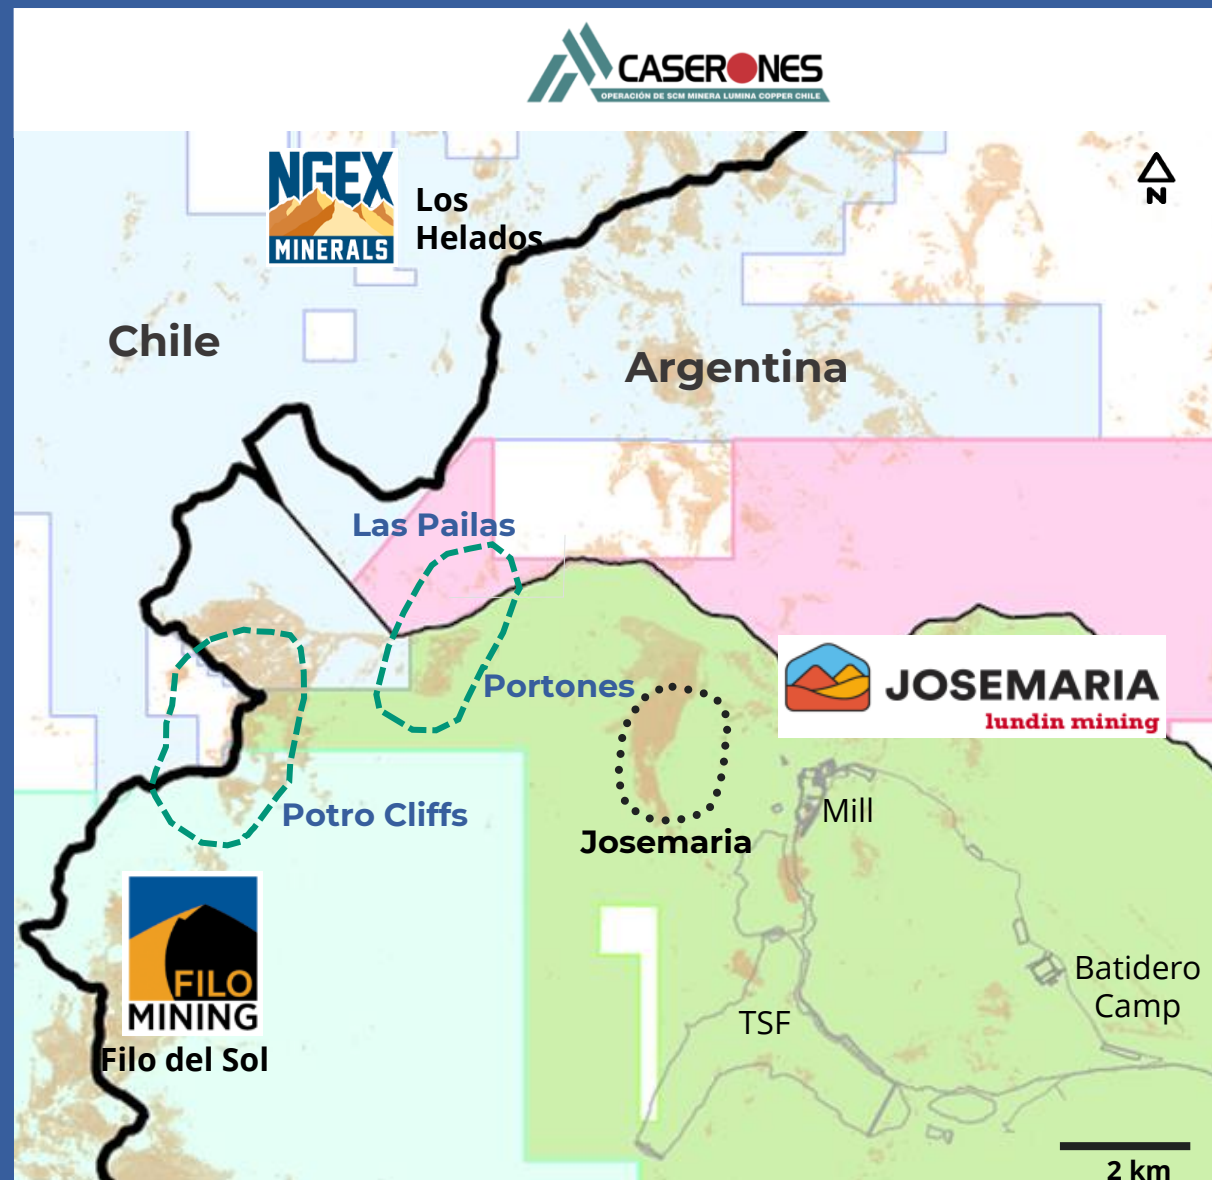 CASERONES
OPERACIÓN DE SCM MINERA LUMINA COPPER CHILE
NGEX
MINERALS
Los
Helados
N
Chile
Argentina
Las Pailas
Portones
JOSEMARIA
lundin mining
Potro Cliffs
Mill
Josemaria
FILO
MINING
Filo del Sol
Batidero
Camp
TSF
2 km